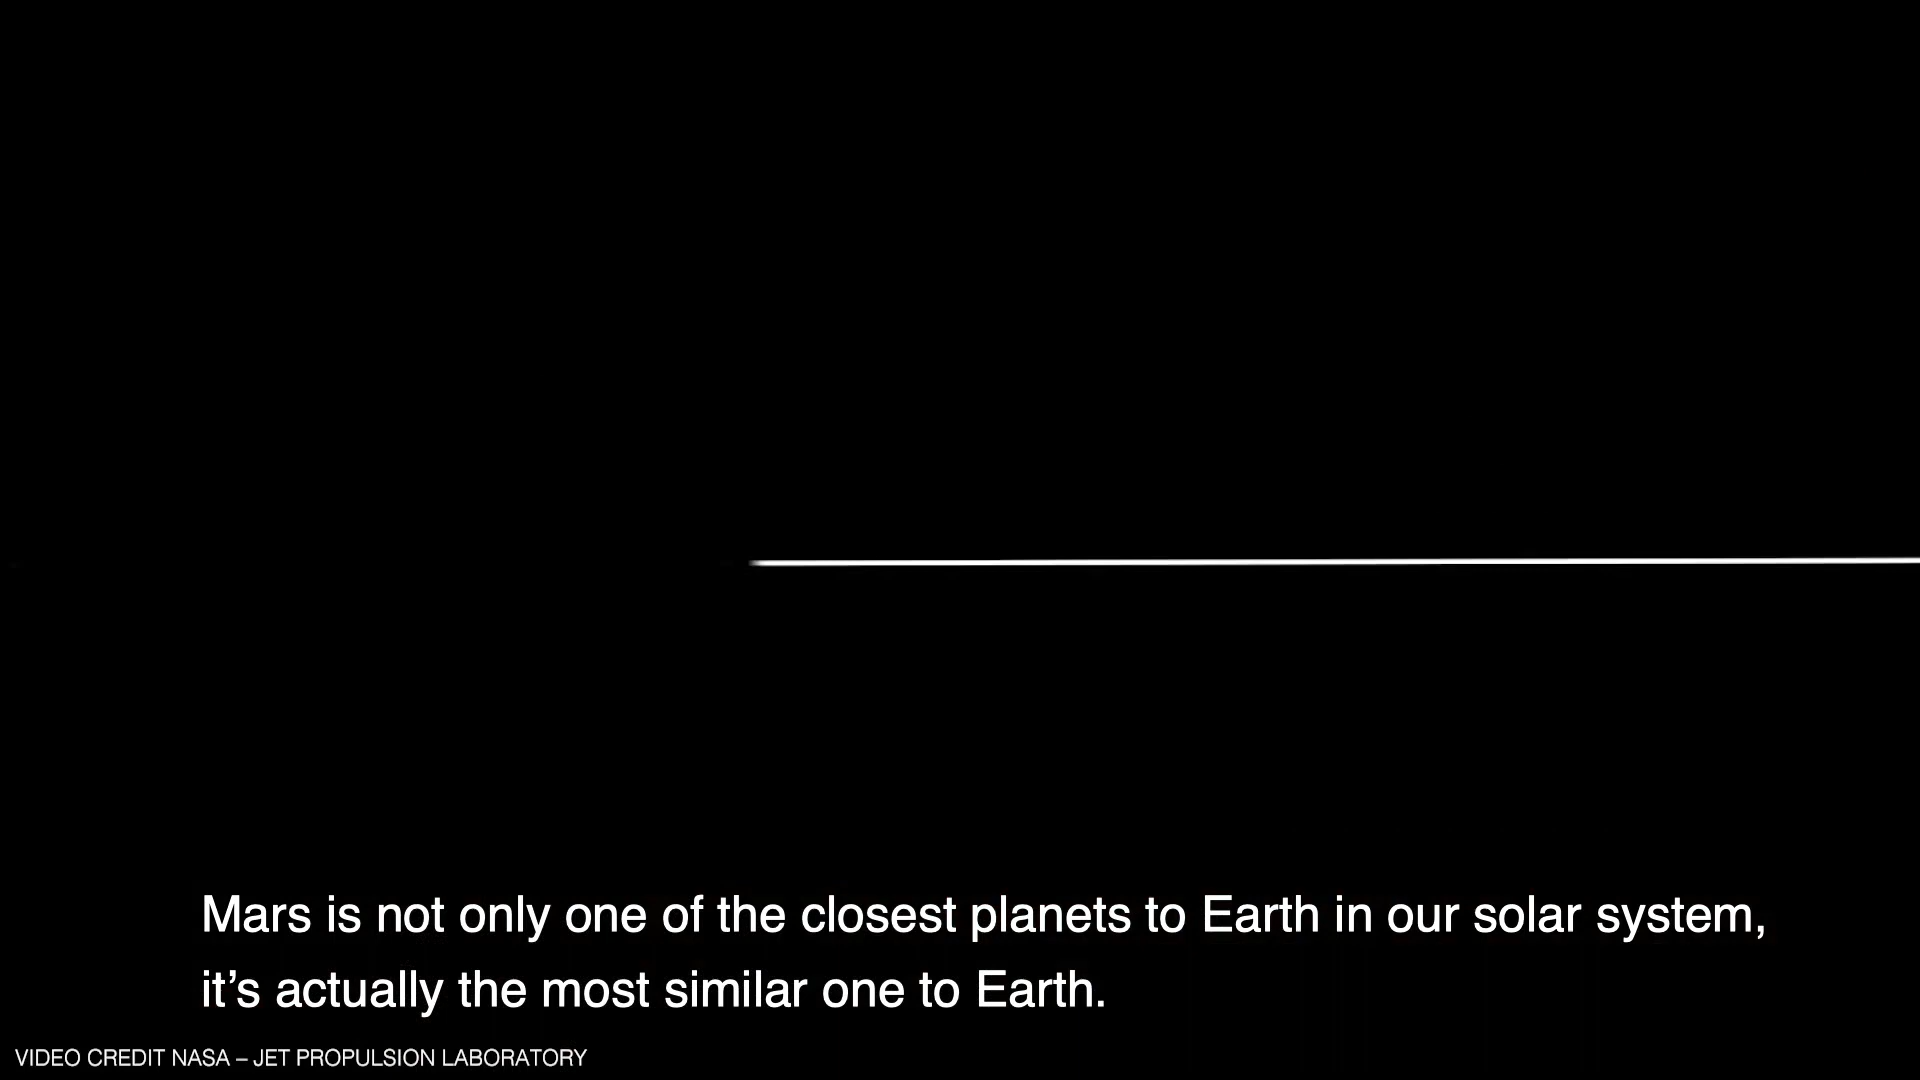 Mars is not only one of the closest planets to Earth in our solar system,
it’s actually the most similar one to Earth.
VIDEO CREDIT NASA – JET PROPULSION LABORATORY